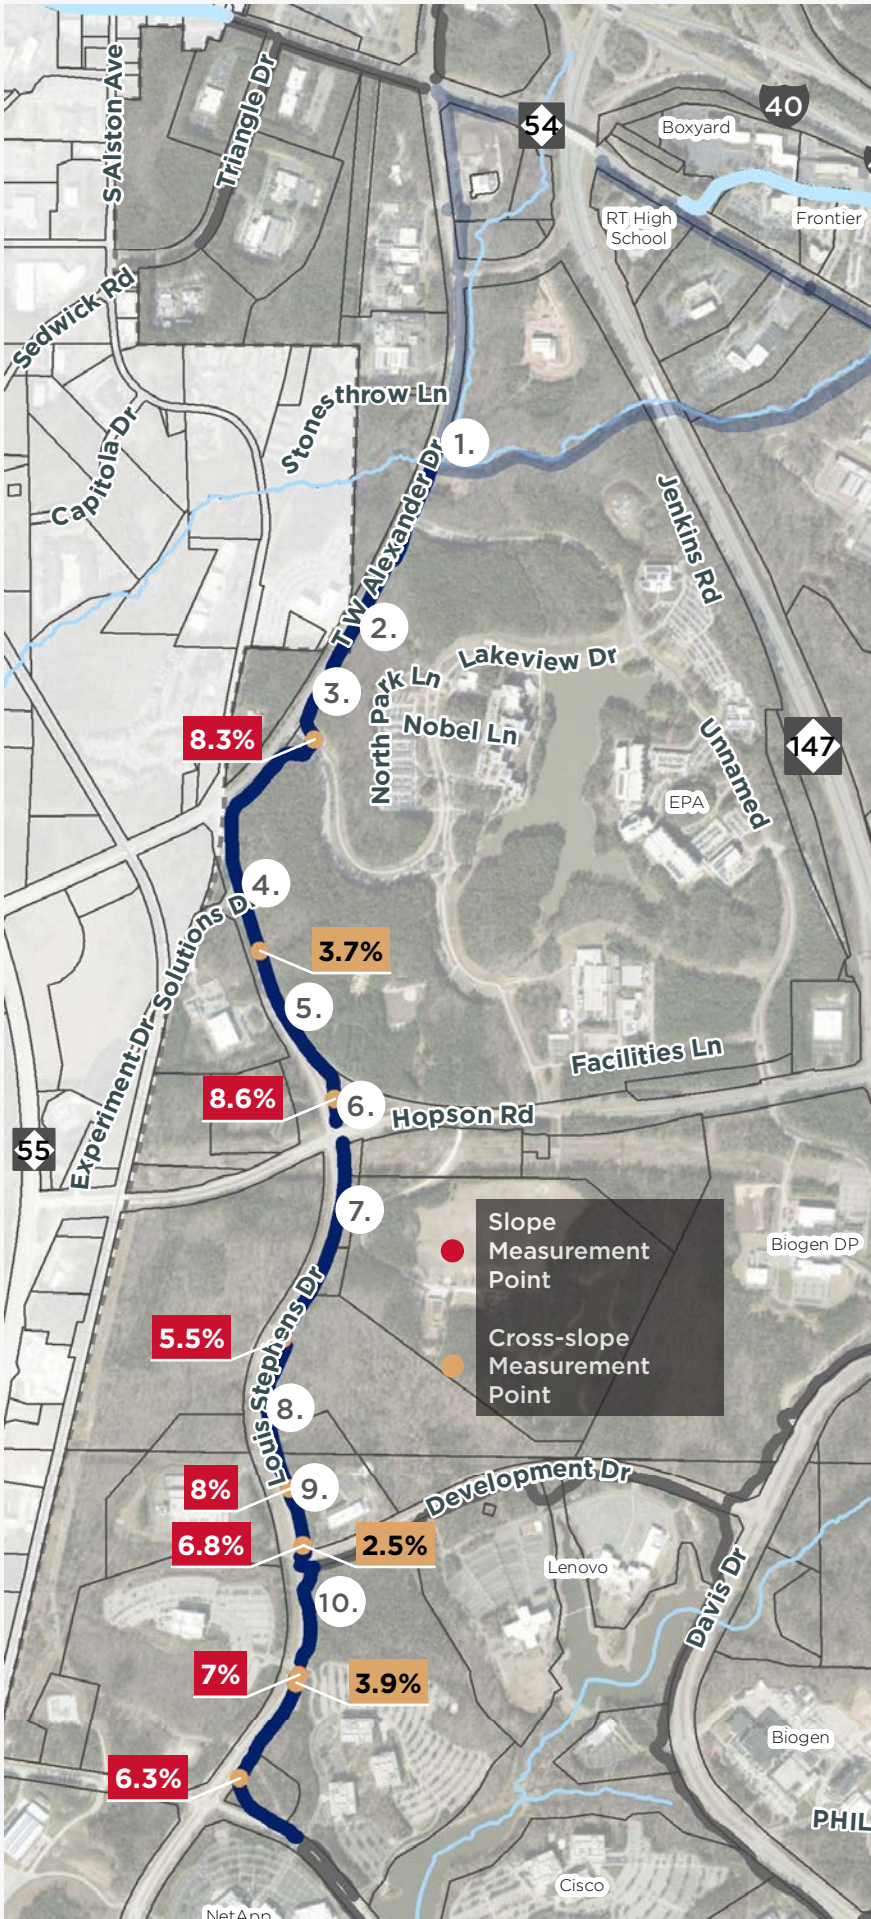 S Alston Ave
Triangle Dr
54
40
Boxyard
RT High
School
Frontier
Sedwick Rd
Stonesthrow Ln
Capitola Dr
1.
T W Alexander Dr
Jenkins Rd
2.
Lakeview Dr
North Park Ln
3.
Nobel Ln
8.3%
Unnamed
147
EPA
4.
Experiment Dr
Solutions Dr
3.7%
5.
Facilities Ln
8.6%
6.
Hopson Rd
55
7.
Slope
Measurement
Point
Biogen DP
5.5%
Cross-slope
Measurement
Point
Louis Stephens Dr
8.
8%
9.
Development Dr
6.8%
2.5%
Lenovo
10.
Davis Dr
7%
3.9%
Biogen
6.3%
PHIL
Cisco
NetApp